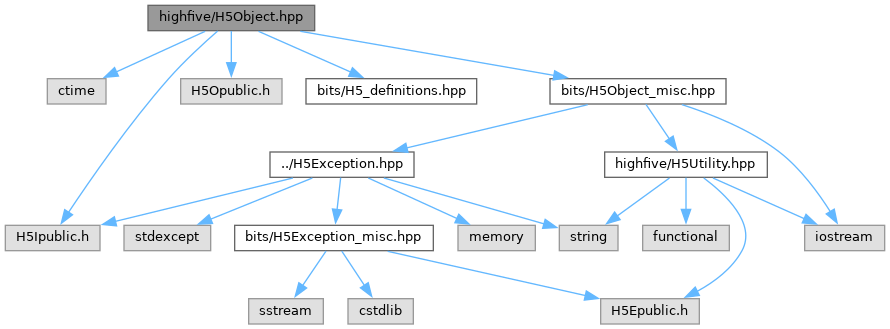 highfive/H5Object.hpp
ctime
H5Opublic.h
bits/H5_definitions.hpp
bits/H5Object_misc.hpp
../H5Exception.hpp
highfive/H5Utility.hpp
H5Ipublic.h
stdexcept
bits/H5Exception_misc.hpp
memory
string
functional
iostream
sstream
cstdlib
H5Epublic.h